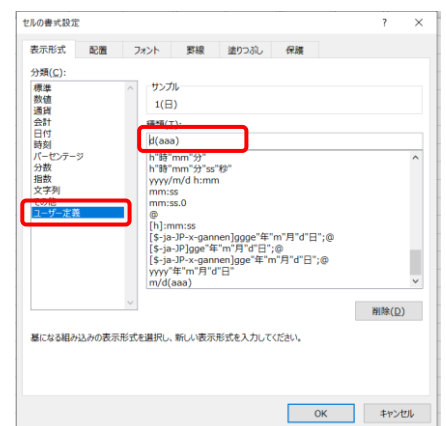 セルの書式設定 ? ×
表示形式 配置 フォント 罫線 塗りつぶし 保護
分類(C):
標準
数値
通貨
会計
日付
時刻
パーセンテージ
分数
指数
文字列
その他
ユーザー定義
サンプル
1(日)
種類(T):
d(aaa)
h"時"mm"分"
h"時"mm"分"ss"秒"
yyyy/m/d h:mm
mm:ss
mm:ss.0
@
[h]:mm:ss
[$-ja-JP-x-gannen]ggge"年"m"月"d"日";@
[$-ja-JP]ggge"年"m"月"d"日";@
[$-ja-JP-x-gannen]ggge"年"m"月"d"日";@
yyyy"年"m"月"d"日"
m/d(aaa)
削除(D)
基になる組み込みの表示形式を選択し、新しい表示形式を入力してください。
OK キャンセル